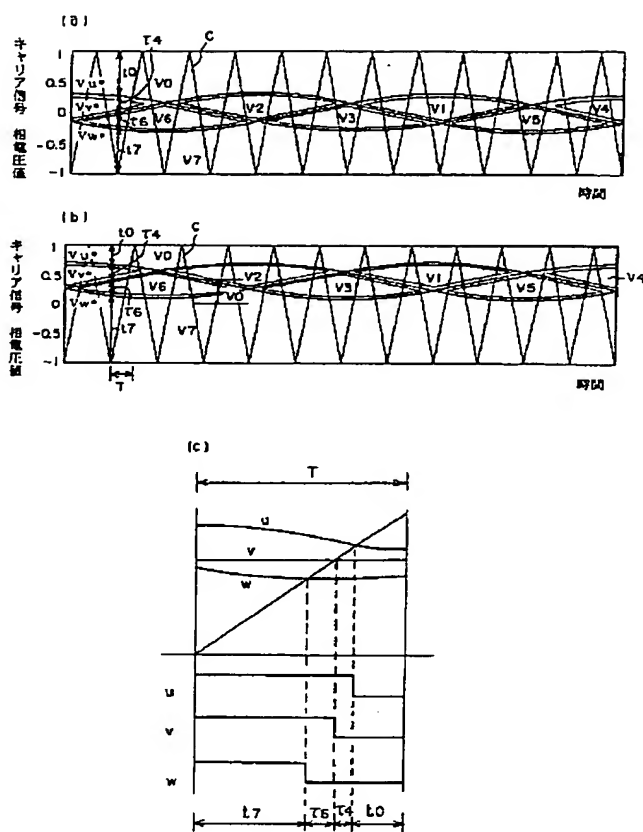 (a)
キャリア信号 相電圧値
1
0.5
0
-0.5
-1
t0
τ4
C
Vu*
Vv*
Vw*
V0
V6
τ6
t7
V7
V2
V3
V1
V5
V4
時間
(b)
キャリア信号 相電圧値
1
0.5
0
-0.5
-1
t0
τ4
C
Vu*
Vv*
Vw*
V0
V6
τ6
t7
V7
V2
V0
V3
V1
V5
V4
T
時間
(c)
T
u
v
w
u
v
w
t7 τ6 τ4 t0